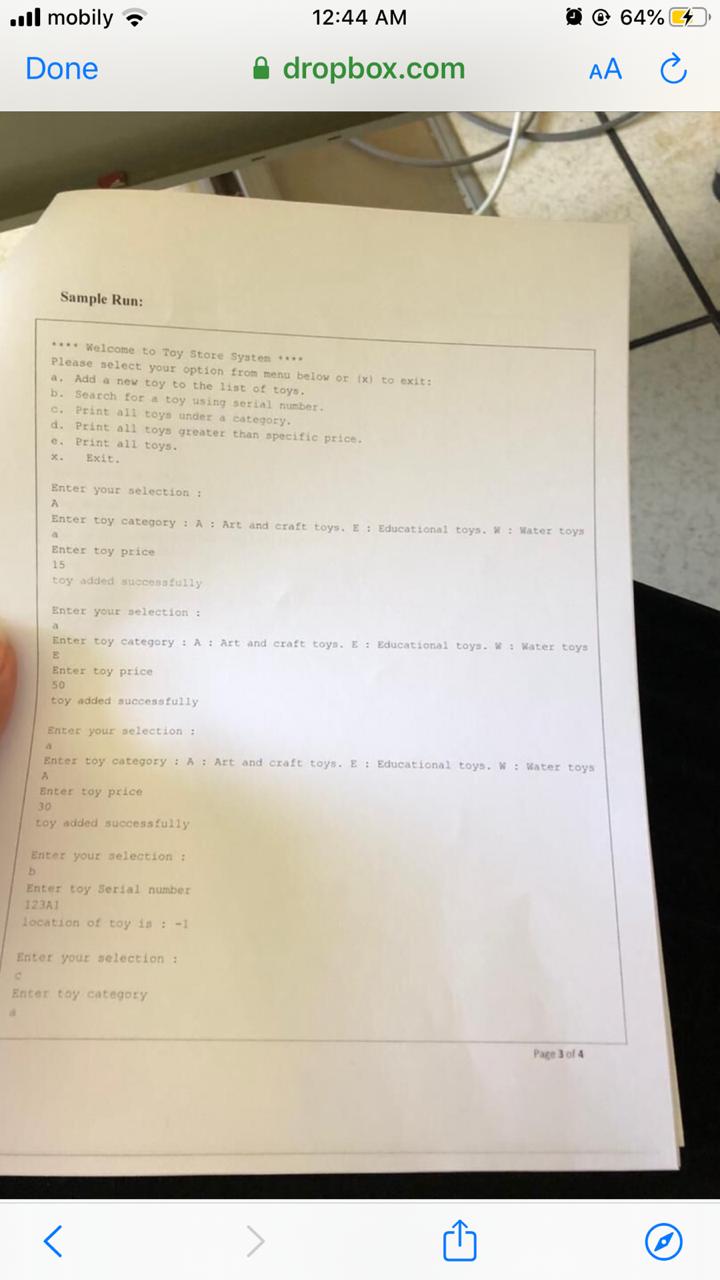 mobily
12:44 AM
64%
Done
dropbox.com
AA
Sample Run:
**** Welcome to Toy Store System ****
Please select your option from menu below or (x) to exit:
a. Add a new toy to the list of toys.
b. Search for a toy using serial number.
c. Print all toys under a category.
d. Print all toys greater than specific price.
e. Print all toys.
x. Exit.
Enter your selection :
A
Enter toy category : A : Art and craft toys. E : Educational toys. W : Water toys
a
Enter toy price
15
toy added successfully
Enter your selection :
a
Enter toy category : A : Art and craft toys. E : Educational toys. W : Water toys
E
Enter toy price
50
toy added successfully
Enter your selection :
a
Enter toy category : A : Art and craft toys. E : Educational toys. W : Water toys
A
Enter toy price
30
toy added successfully
Enter your selection :
b
Enter toy Serial number
123A1
location of toy is : -1
Enter your selection :
c
Enter toy category
a
Page 3 of 4